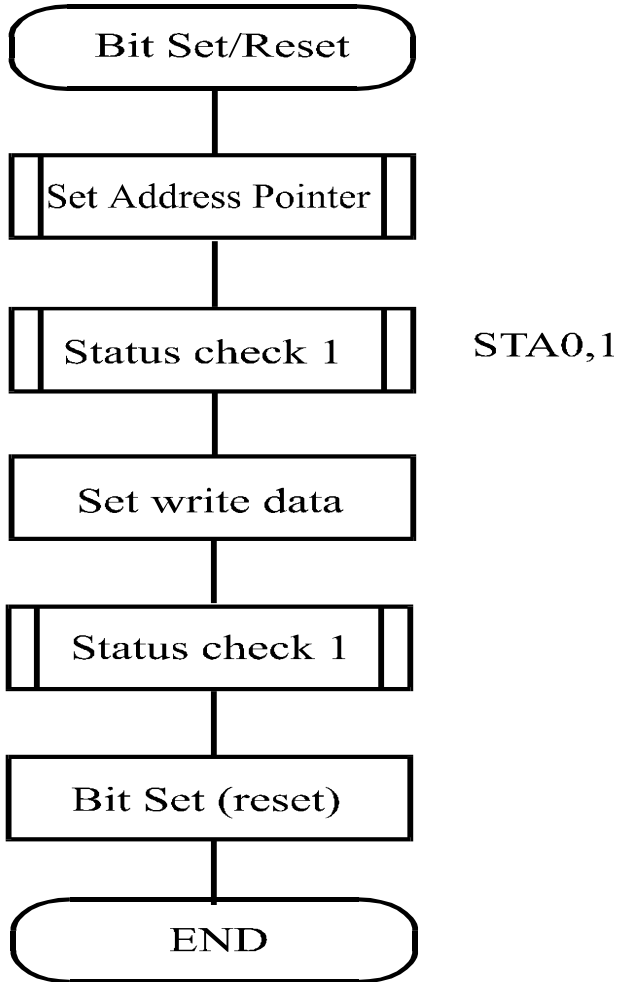 Bit Set/Reset
Set Address Pointer
Status check 1
STA0,1
Set write data
Status check 1
Bit Set (reset)
END